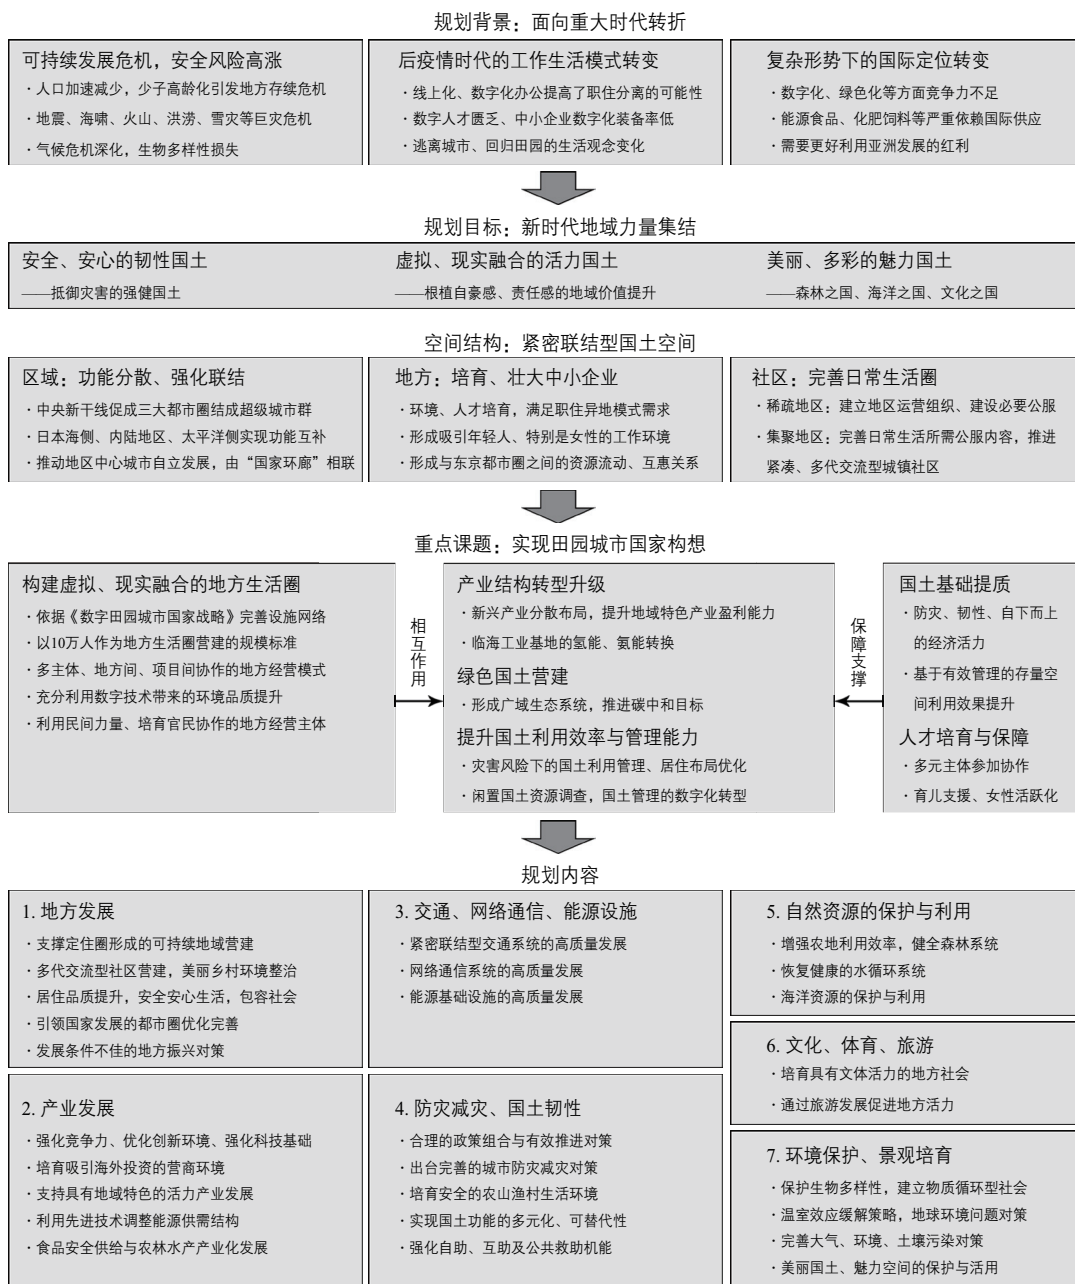 规划背景：面向重大时代转折
可持续发展危机，安全风险高涨
·人口加速减少，少子高龄化引发地方存续危机
·地震、海啸、火山、洪涝、雪灾等巨灾危机
·气候危机深化，生物多样性损失
后疫情时代的工作生活模式转变
·线上化、数字化办公提高了职住分离的可能性
·数字人才匮乏、中小企业数字化装备率低
·逃离城市、回归田园的生活观念变化
复杂形势下的国际定位转变
·数字化、绿色化等方面竞争力不足
·能源食品、化肥饲料等严重依赖国际供应
·需要更好利用亚洲发展的红利
规划目标：新时代地域力量集结
安全、安心的韧性国土
——抵御灾害的强健国土
虚拟、现实融合的活力国土
——根植自豪感、责任感的地域价值提升
美丽、多彩的魅力国土
——森林之国、海洋之国、文化之国
空间结构：紧密联结型国土空间
区域：功能分散、强化联结
·中央新干线促成三大都市圈结成超级城市群
·日本海侧、内陆地区、太平洋侧实现功能互补
·推动地区中心城市自立发展，由“国家环廊”相联
地方：培育、壮大中小企业
·环境、人才培育，满足职住异地模式需求
·形成吸引年轻人、特别是女性的工作环境
·形成与东京都市圈之间的资源流动、互惠关系
社区：完善日常生活圈
·稀疏地区：建立地区运营组织、建设必要公服
·集聚地区：完善日常生活所需公服内容，推进
紧凑、多代交流型城镇社区
重点课题：实现田园城市国家构想
构建虚拟、现实融合的地方生活圈
·依据《数字田园城市国家战略》完善设施网络
·以10万人作为地方生活圈营建的规模标准
·多主体、地方间、项目间协作的地方经营模式
·充分利用数字技术带来的环境品质提升
·利用民间力量、培育官民协作的地方经营主体
相互作用
产业结构转型升级
·新兴产业分散布局，提升地域特色产业盈利能力
·临海工业基地的氢能、氨能转换
绿色国土营建
·形成广域生态系统，推进碳中和目标
提升国土利用效率与管理能力
·灾害风险下的国土利用管理、居住布局优化
·闲置国土资源调查，国土管理的数字化转型
保障支撑
国土基础提质
·防灾、韧性、自下而上
的经济活力
·基于有效管理的存量空
间利用效果提升
人才培育与保障
·多元主体参加协作
·育儿支援、女性活跃化
规划内容
1. 地方发展
·支撑定住圈形成的可持续地域营建
·多代交流型社区营建，美丽乡村环境整治
·居住品质提升，安全安心生活，包容社会
·引领国家发展的都市圈优化完善
·发展条件不佳的地方振兴对策
2. 产业发展
·强化竞争力、优化创新环境、强化科技基础
·培育吸引海外投资的营商环境
·支持具有地域特色的活力产业发展
·利用先进技术调整能源供需结构
·食品安全供给与农林水产产业化发展
3. 交通、网络通信、能源设施
·紧密联结型交通系统的高质量发展
·网络通信系统的高质量发展
·能源基础设施的高质量发展
4. 防灾减灾、国土韧性
·合理的政策组合与有效推进对策
·出台完善的城市防灾减灾对策
·培育安全的农山渔村生活环境
·实现国土功能的多元化、可替代性
·强化自助、互助及公共救助机能
5. 自然资源的保护与利用
·增强农地利用效率，健全森林系统
·恢复健康的水循环系统
·海洋资源的保护与利用
6. 文化、体育、旅游
·培育具有文体活力的地方社会
·通过旅游发展促进地方活力
7. 环境保护、景观培育
·保护生物多样性，建立物质循环型社会
·温室效应缓解策略，地球环境问题对策
·完善大气、环境、土壤污染对策
·美丽国土、魅力空间的保护与活用